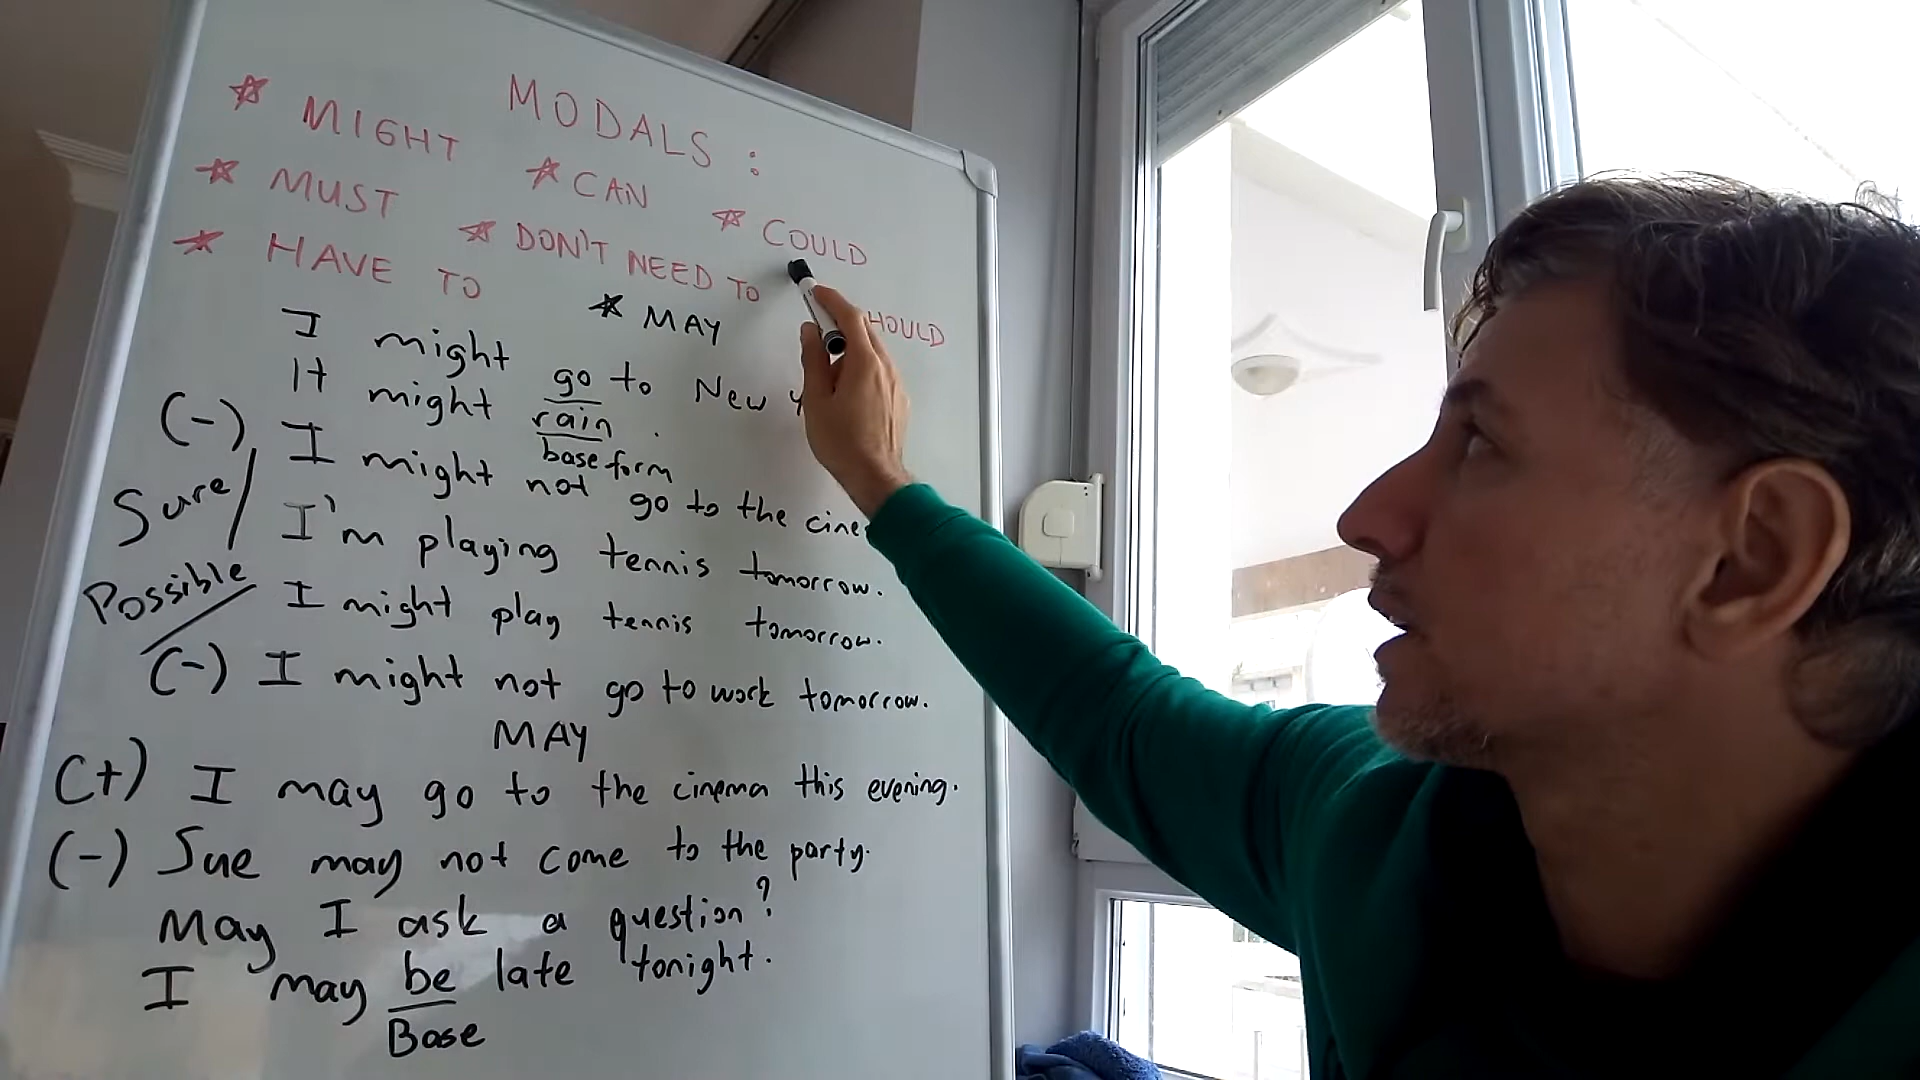 MODALS :
* MIGHT
* MUST * CAN
* HAVE TO * DON'T NEED TO * COULD
* MAY HOULD
I might go to New Y
It might rain.
base form
(-) I might not go to the cine
Sure / I'm playing tennis tomorrow.
Possible / I might play tennis tomorrow.
(-) I might not go to work tomorrow.
MAY
(+) I may go to the cinema this evening.
(-) Sue may not come to the party.
May I ask a question?
I may be late tonight.
Base